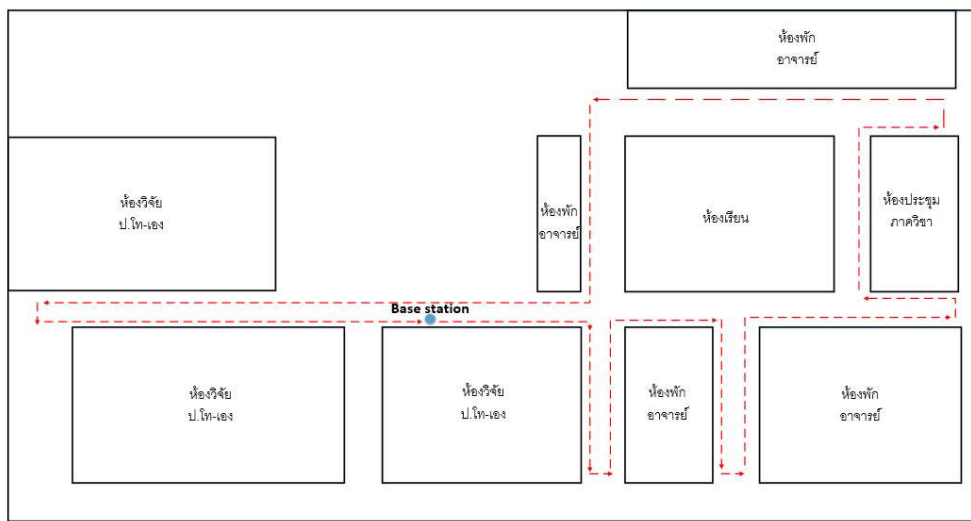 ห้องพัก
อาจารย์
ห้องวิจัย
ป.โท-เอง
ห้องพัก
อาจารย์
ห้องเรียน
ห้องประชุม
ภาควิชา
Base station
ห้องวิจัย
ป.โท-เอง
ห้องวิจัย
ป.โท-เอง
ห้องพัก
อาจารย์
ห้องพัก
อาจารย์